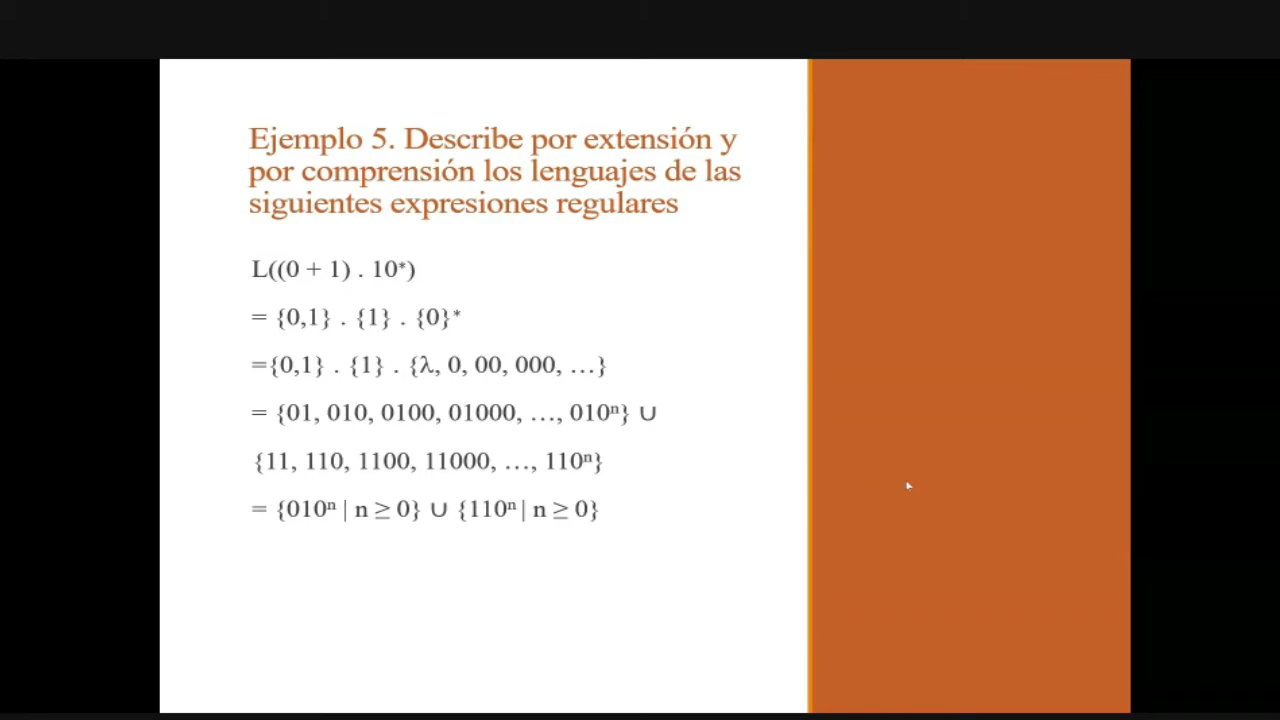 Ejemplo 5. Describe por extensión y
por comprensión los lenguajes de las
siguientes expresiones regulares
L((0 + 1) . 10*)
= {0,1} . {1} . {0}*
={0,1} . {1} . {λ, 0, 00, 000, …}
= {01, 010, 0100, 01000, …, 010ⁿ} ∪
{11, 110, 1100, 11000, …, 110ⁿ}
= {010ⁿ | n ≥ 0} ∪ {110ⁿ | n ≥ 0}